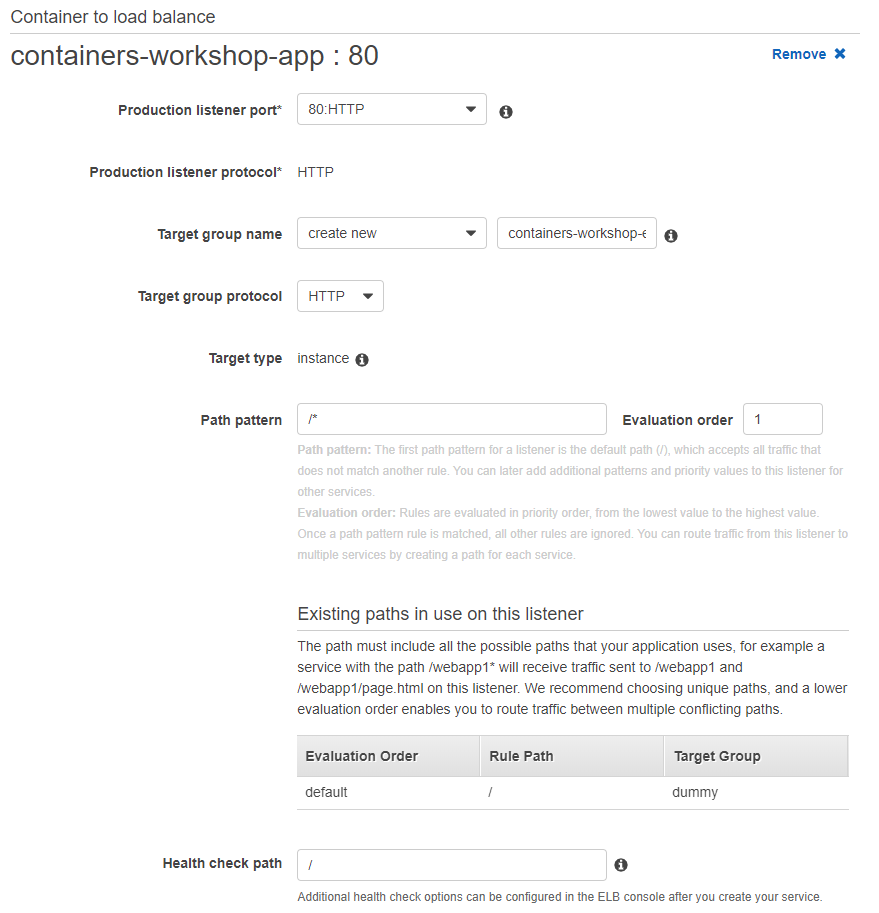 Container to load balance
containers-workshop-app : 80
Remove ✖
Production listener port* 80:HTTP
Production listener protocol* HTTP
Target group name create new containers-workshop-e
Target group protocol HTTP
Target type instance
Path pattern /* Evaluation order 1
Path pattern: The first path pattern for a listener is the default path (/), which accepts all traffic that
does not match another rule. You can later add additional patterns and priority values to this listener for
other services.
Evaluation order: Rules are evaluated in priority order, from the lowest value to the highest value.
Once a path pattern rule is matched, all other rules are ignored. You can route traffic from this listener to
multiple services by creating a path for each service.
Existing paths in use on this listener
The path must include all the possible paths that your application uses, for example a
service with the path /webapp1* will receive traffic sent to /webapp1 and
/webapp1/page.html on this listener. We recommend choosing unique paths, and a lower
evaluation order enables you to route traffic between multiple conflicting paths.
Evaluation Order Rule Path Target Group
default / dummy
Health check path /
Additional health check options can be configured in the ELB console after you create your service.